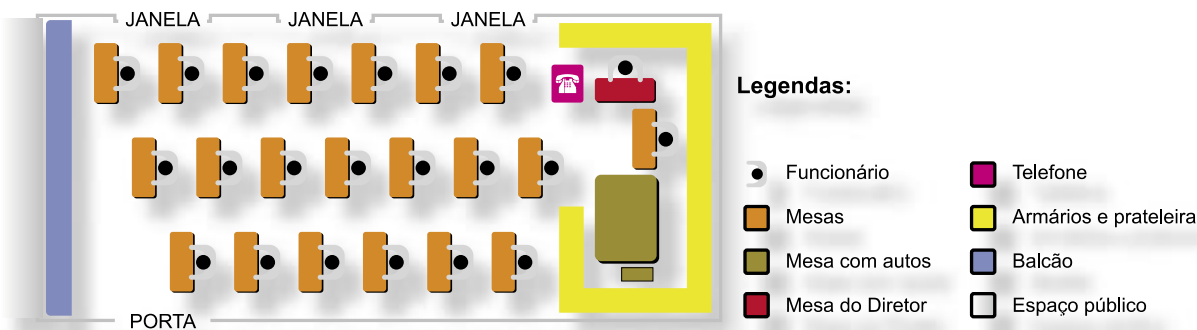 JANELA JANELA JANELA
PORTA
Legendas:
Funcionário
Mesas
Mesa com autos
Mesa do Diretor
Telefone
Armários e prateleira
Balcão
Espaço público